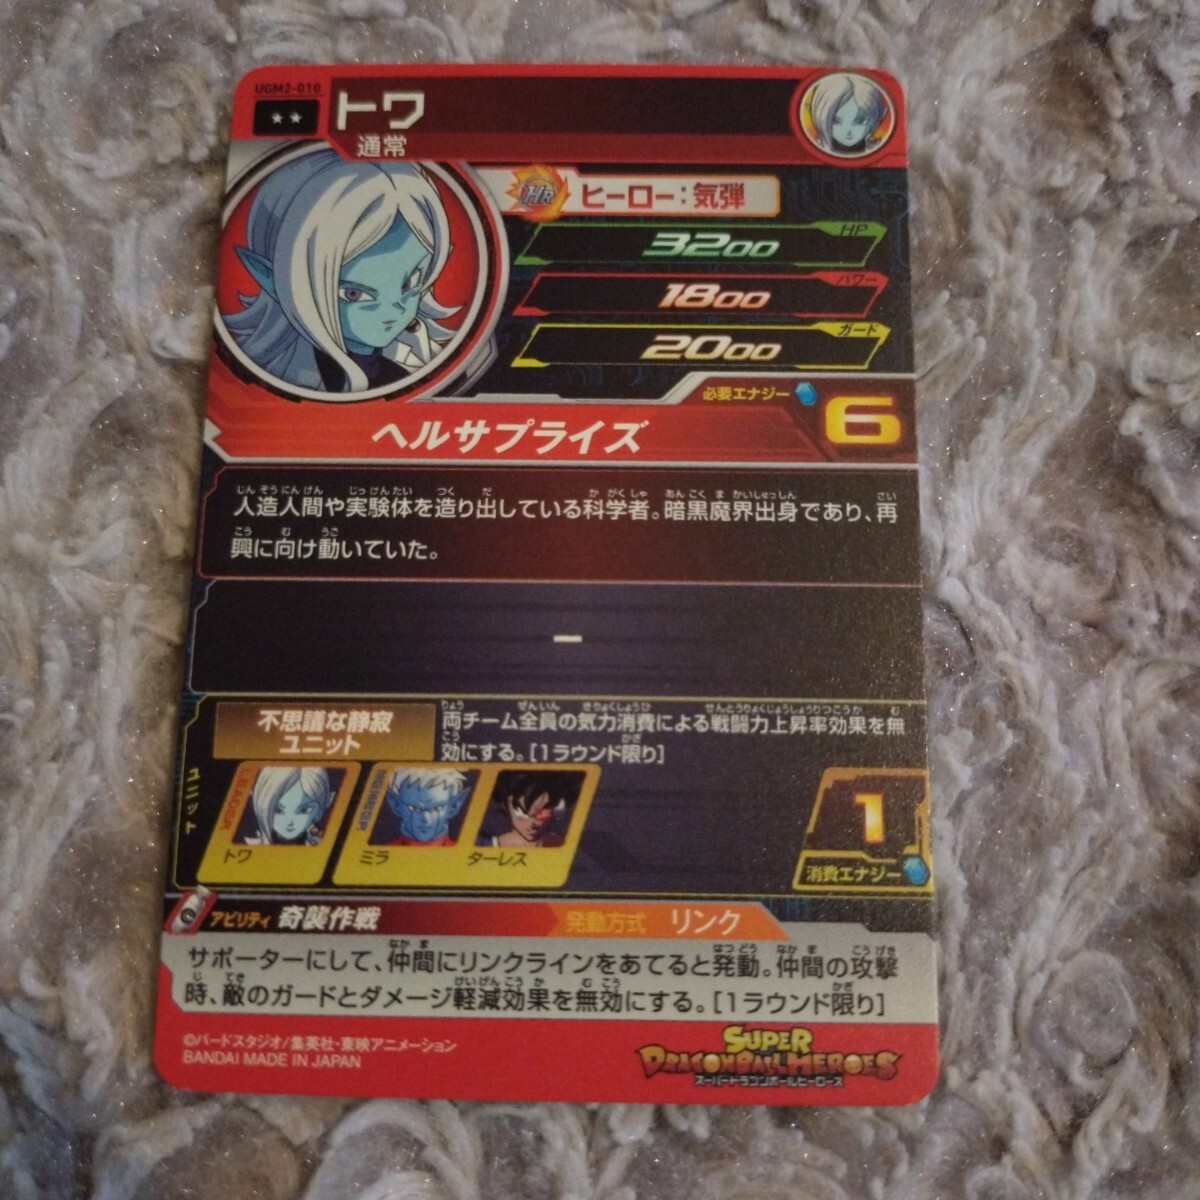 UGM2-010
★★
トワ
通常
HR ヒーロー：気弾
HP
3200
パワー
1800
ガード
2000
必要エナジー
6
ヘルサプライズ
人造人間や実験体を造り出している科学者。暗黒魔界出身であり、再
興に向け動いていた。
ー
ユニット
不思議な静寂
ユニット
両チーム全員の気力消費による戦闘力上昇率効果を無
効にする。[1ラウンド限り]
LEADER
トワ
MEMBER
ミラ
ターレス
1
消費エナジー
アビリティ 奇襲作戦
発動方式 リンク
サポーターにして、仲間にリンクラインをあてると発動。仲間の攻撃
時、敵のガードとダメージ軽減効果を無効にする。[1ラウンド限り]
©バードスタジオ/集英社・東映アニメーション
BANDAI MADE IN JAPAN
SUPER
DRAGONBALL HEROES
スーパードラゴンボールヒーローズ